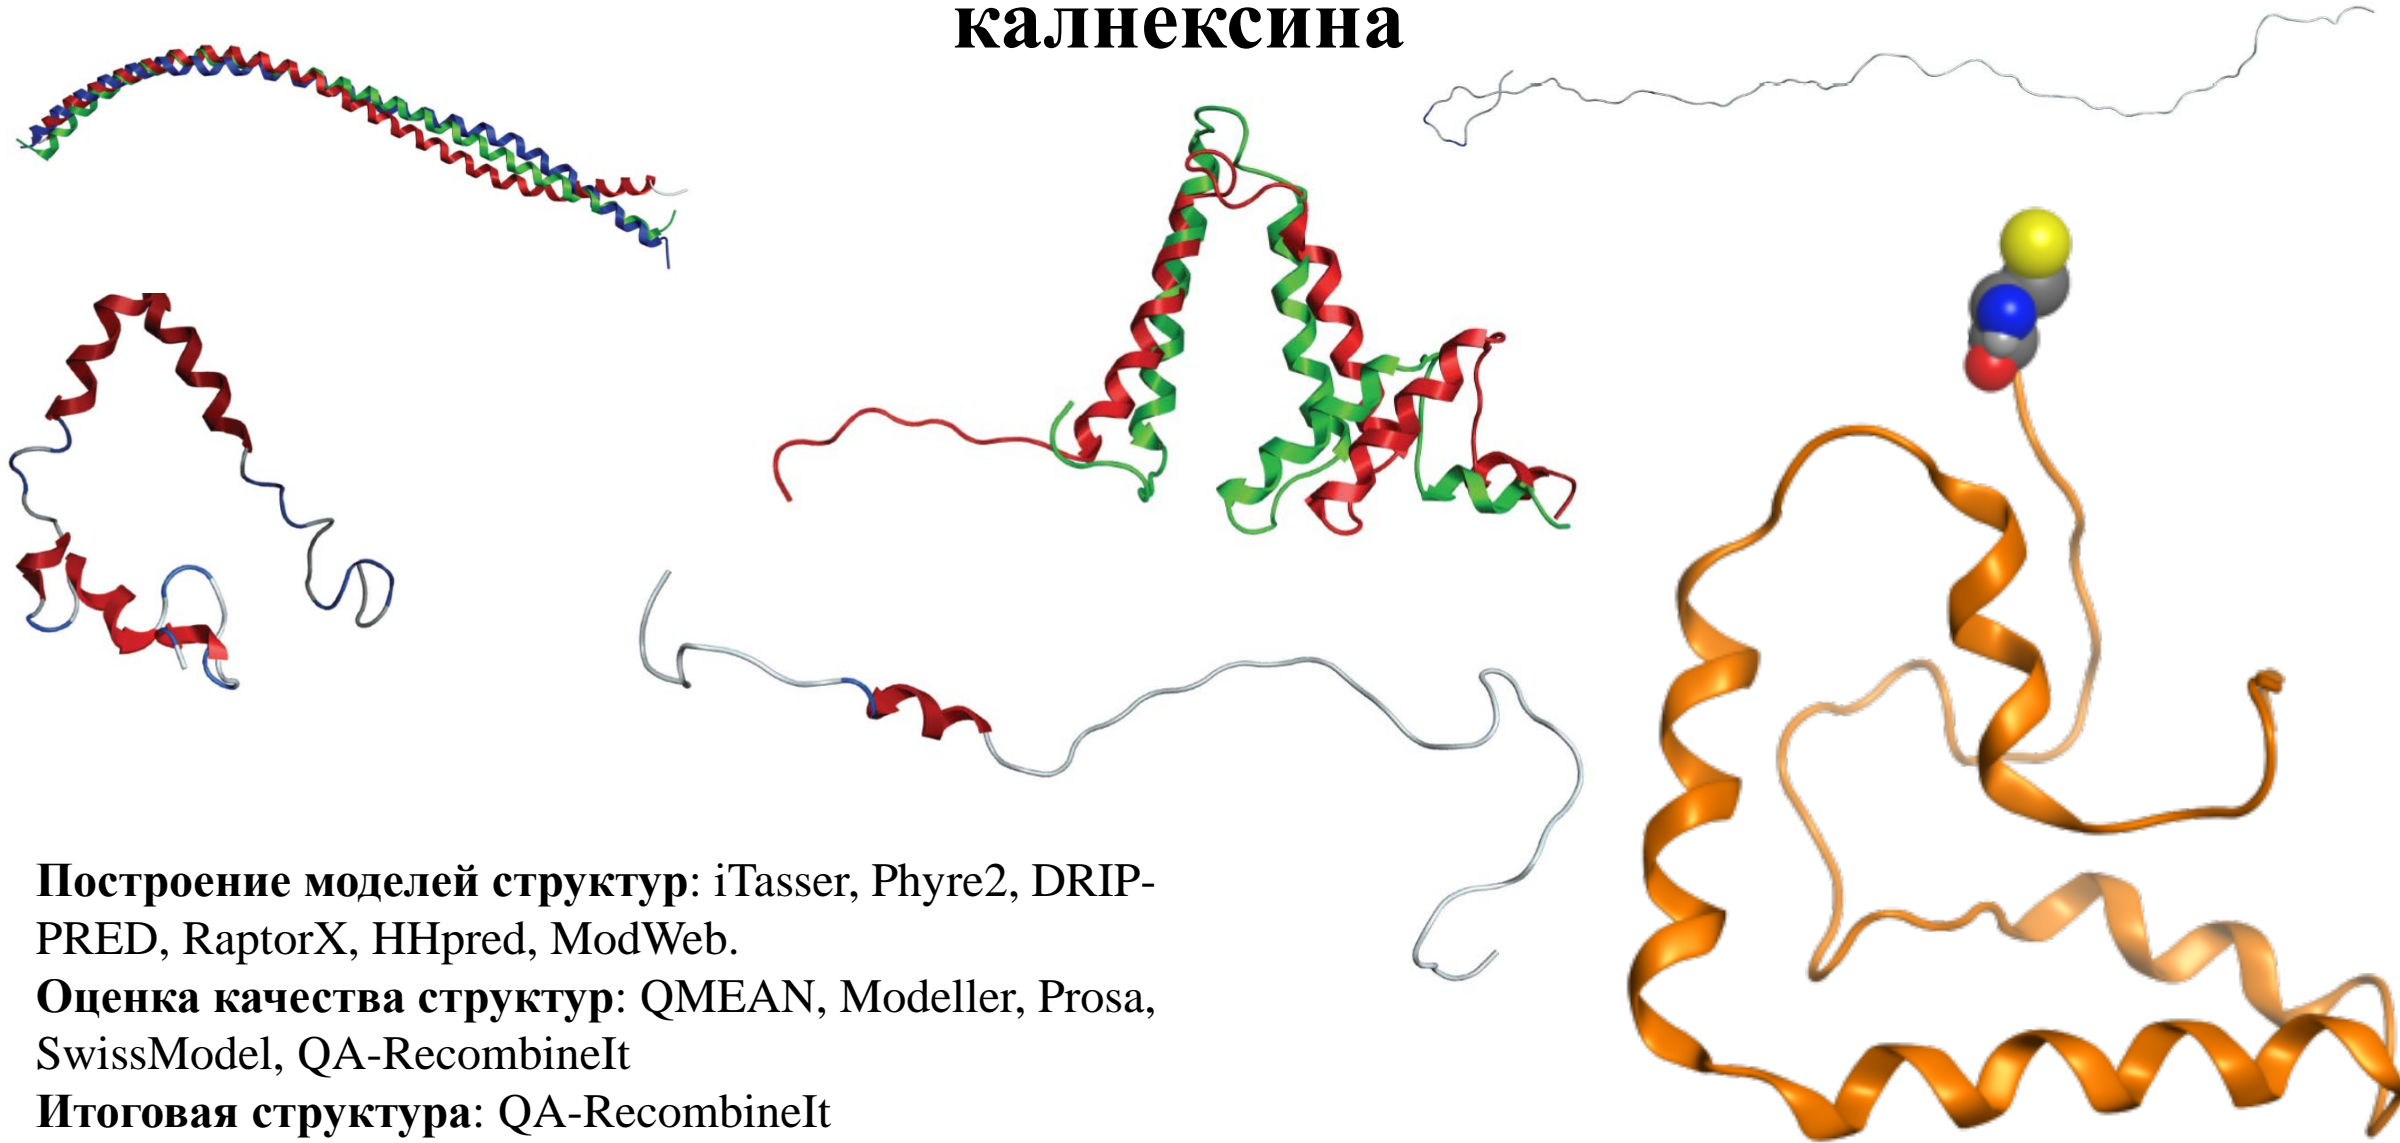 калнексина
Построение моделей структур: iTasser, Phyre2, DRIP-
PRED, RaptorX, HHpred, ModWeb.
Оценка качества структур: QMEAN, Modeller, Prosa,
SwissModel, QA-RecombineIt
Итоговая структура: QA-RecombineIt